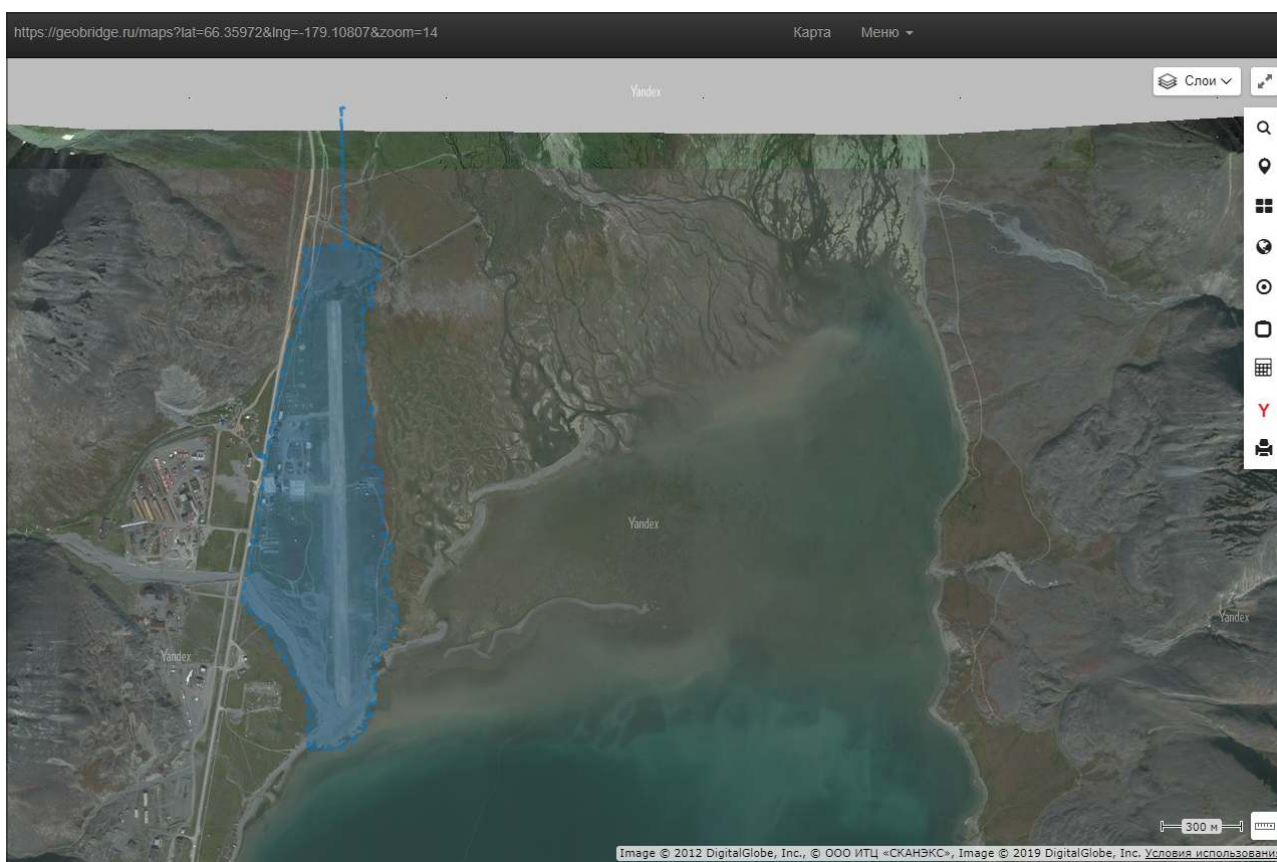 https://geobridge.ru/maps?lat=66.35972&lng=-179.10807&zoom=14
Карта
Меню
Слои
Yandex
Y
Yandex
Yandex
Yandex
300 м
Image © 2012 DigitalGlobe, Inc., © ООО ИТЦ «СКАНЭКС», Image © 2019 DigitalGlobe, Inc. Условия использования